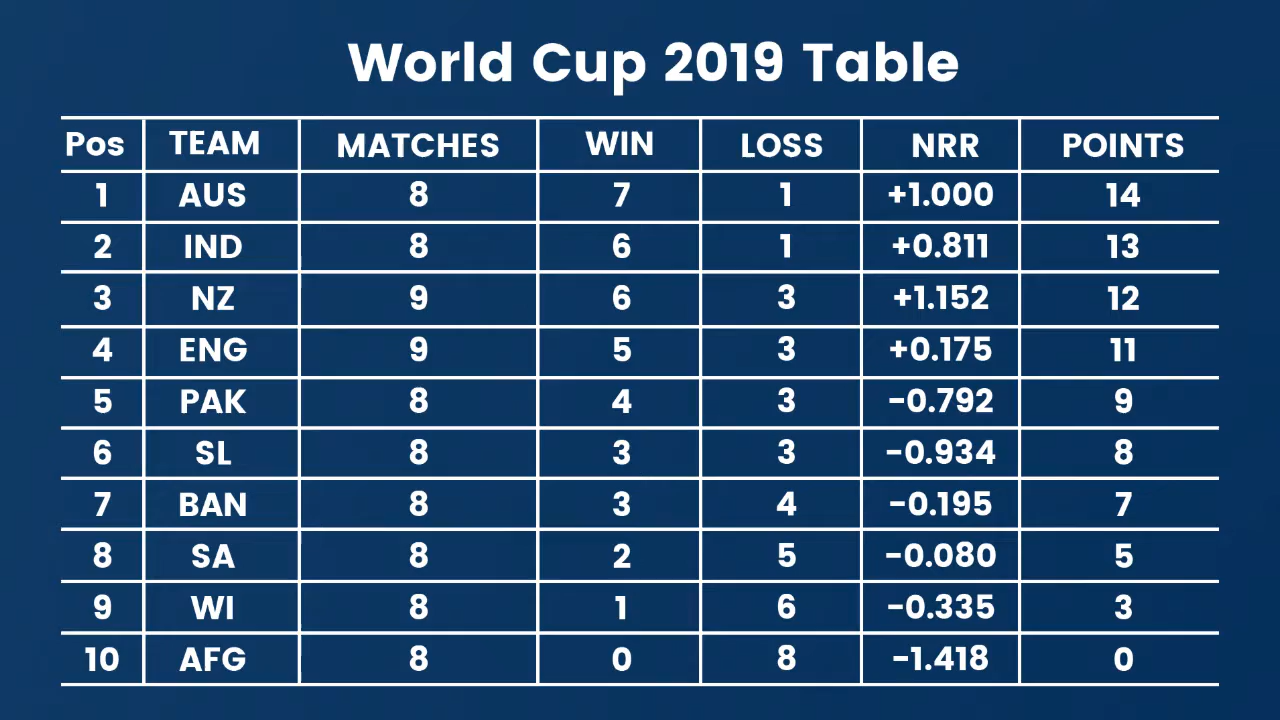 World Cup 2019 Table
Pos TEAM MATCHES WIN LOSS NRR POINTS
1 AUS 8 7 1 +1.000 14
2 IND 8 6 1 +0.811 13
3 NZ 9 6 3 +1.152 12
4 ENG 9 5 3 +0.175 11
5 PAK 8 4 3 -0.792 9
6 SL 8 3 3 -0.934 8
7 BAN 8 3 4 -0.195 7
8 SA 8 2 5 -0.080 5
9 WI 8 1 6 -0.335 3
10 AFG 8 0 8 -1.418 0